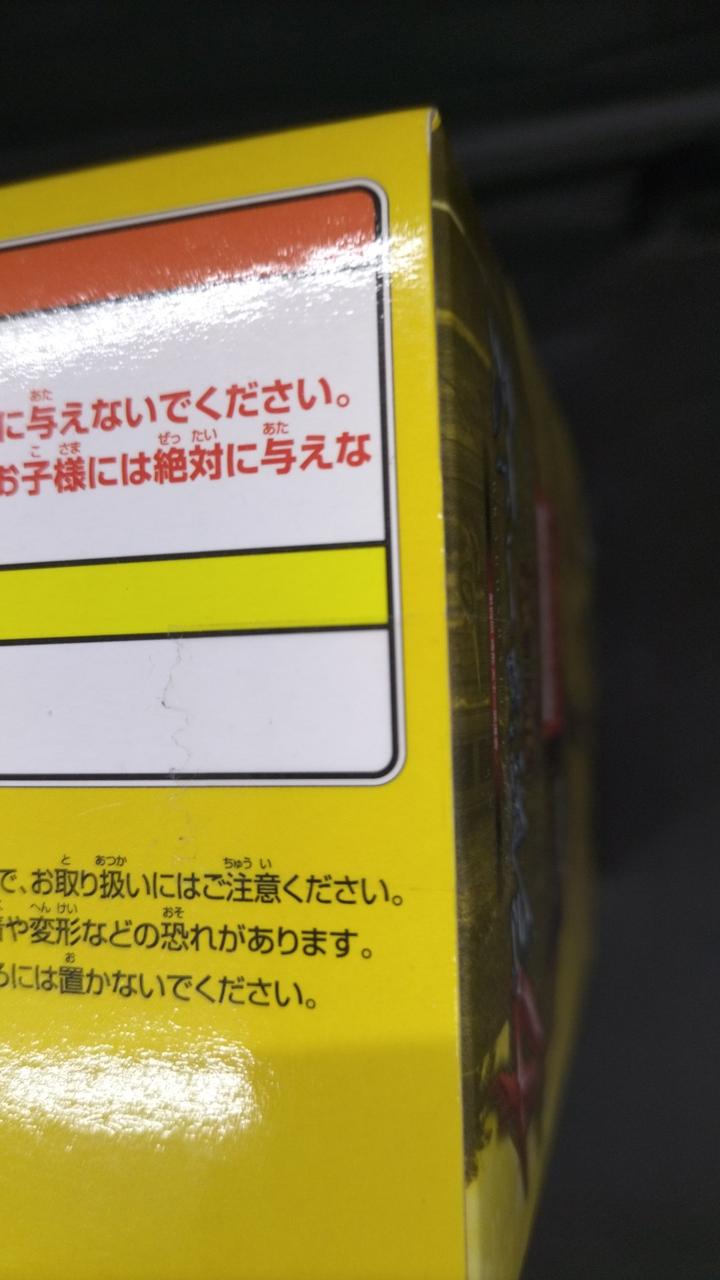 に与えないでください。
お子様には絶対に与えな
で、お取り扱いにはご注意ください。
や変形などの恐れがあります。
ろには置かないでください。